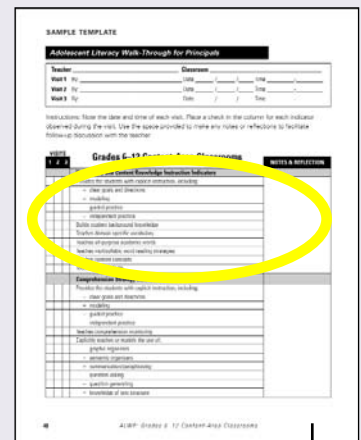 SAMPLE TEMPLATE
Adolescent Literacy Walk-Through for Principals
Teacher Classroom
Visit 1 By: Date / / Time
Visit 2 By: Date / / Time
Visit 3 By: Date / / Time
Instructions: Note the date and time of each visit. Place a check in the column for each indicator
observed during the visit. Use the space provided to make any notes or reflections to facilitate
follow-up discussion with the teacher.
VISITS
1 2 3
Grades 6–12 Content-Area Classrooms
NOTES & REFLECTION
Content Knowledge Instruction Indicators
the students with explicit instruction, including:
clear goals and directions
modeling
guided practice
independent practice
Builds student background knowledge
Teaches domain-specific vocabulary
Teaches all-purpose academic words
Teaches multisyllabic word reading strategies
concepts
Comprehension
Provides the students with explicit instruction, including:
clear goals and directions
modeling
guided practice
independent practice
Teaches comprehension monitoring
Explicitly teaches or models the use of:
graphic organizers
semantic organizers
summarization/paraphrasing
question asking
question generating
knowledge of text structure
48
ALWP: Grades 6–12 Content-Area Classrooms